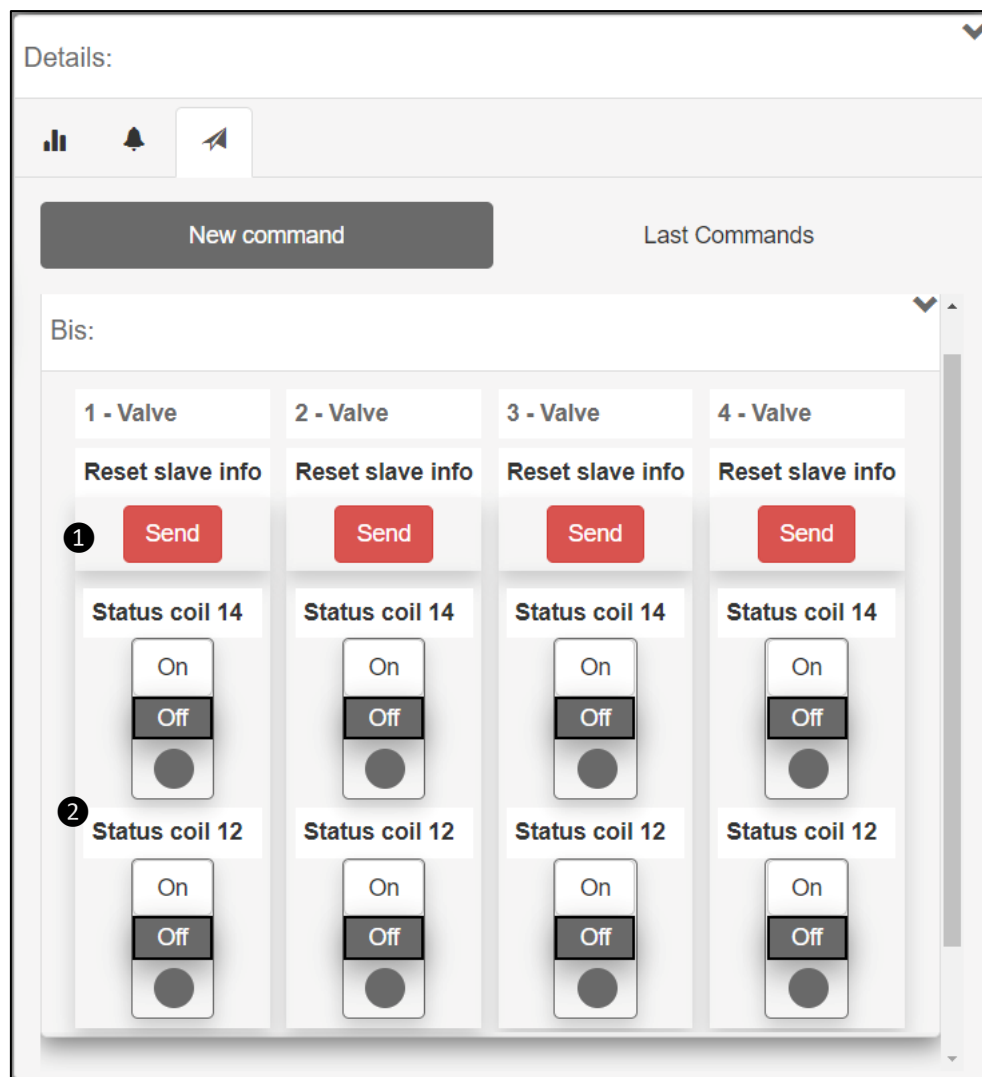 Details:
New command Last Commands
Bis:
1 - Valve 2 - Valve 3 - Valve 4 - Valve
Reset slave info Reset slave info Reset slave info Reset slave info
1 Send Send Send Send
Status coil 14 Status coil 14 Status coil 14 Status coil 14
On On On On
Off Off Off Off
2
Status coil 12 Status coil 12 Status coil 12 Status coil 12
On On On On
Off Off Off Off